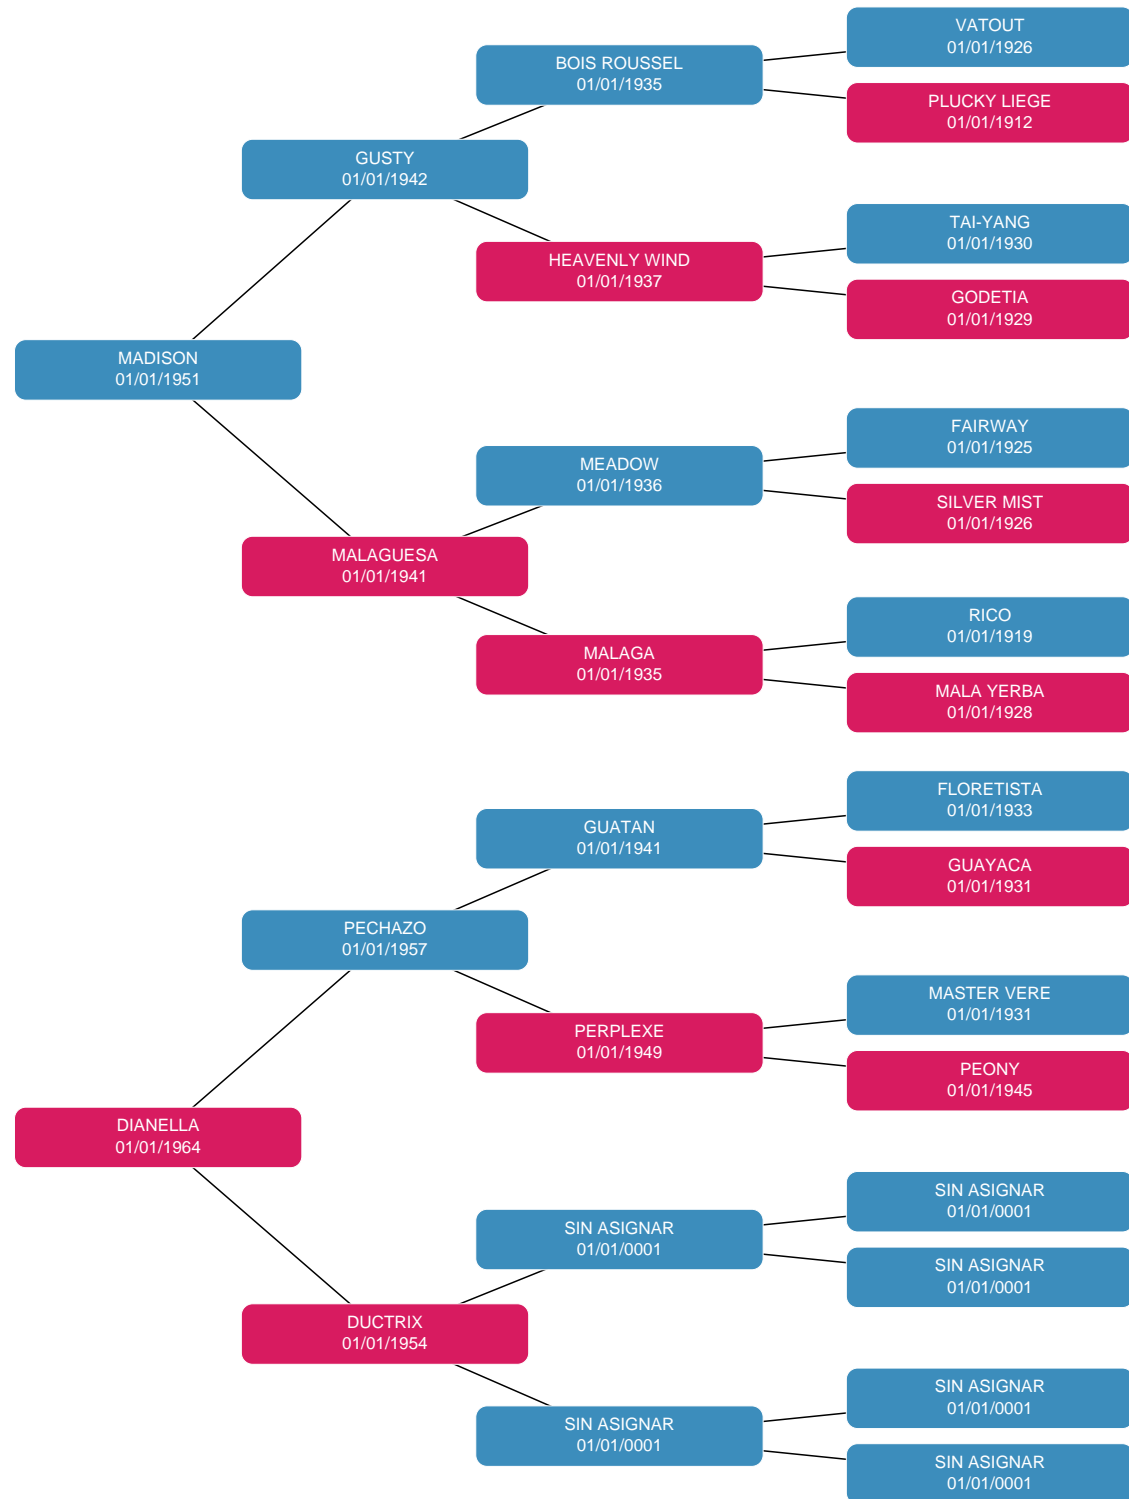 VATOUT
01/01/1926
BOIS ROUSSEL
01/01/1935
PLUCKY LIEGE
01/01/1912
GUSTY
01/01/1942
TAI-YANG
01/01/1930
HEAVENLY WIND
01/01/1937
GODETIA
01/01/1929
MADISON
01/01/1951
FAIRWAY
01/01/1925
MEADOW
01/01/1936
SILVER MIST
01/01/1926
MALAGUESA
01/01/1941
RICO
01/01/1919
MALAGA
01/01/1935
MALA YERBA
01/01/1928
FLORETISTA
01/01/1933
GUATAN
01/01/1941
GUAYACA
01/01/1931
PECHAZO
01/01/1957
MASTER VERE
01/01/1931
PERPLEXE
01/01/1949
PEONY
01/01/1945
DIANELLA
01/01/1964
SIN ASIGNAR
01/01/0001
SIN ASIGNAR
01/01/0001
SIN ASIGNAR
01/01/0001
DUCTRIX
01/01/1954
SIN ASIGNAR
01/01/0001
SIN ASIGNAR
01/01/0001
SIN ASIGNAR
01/01/0001